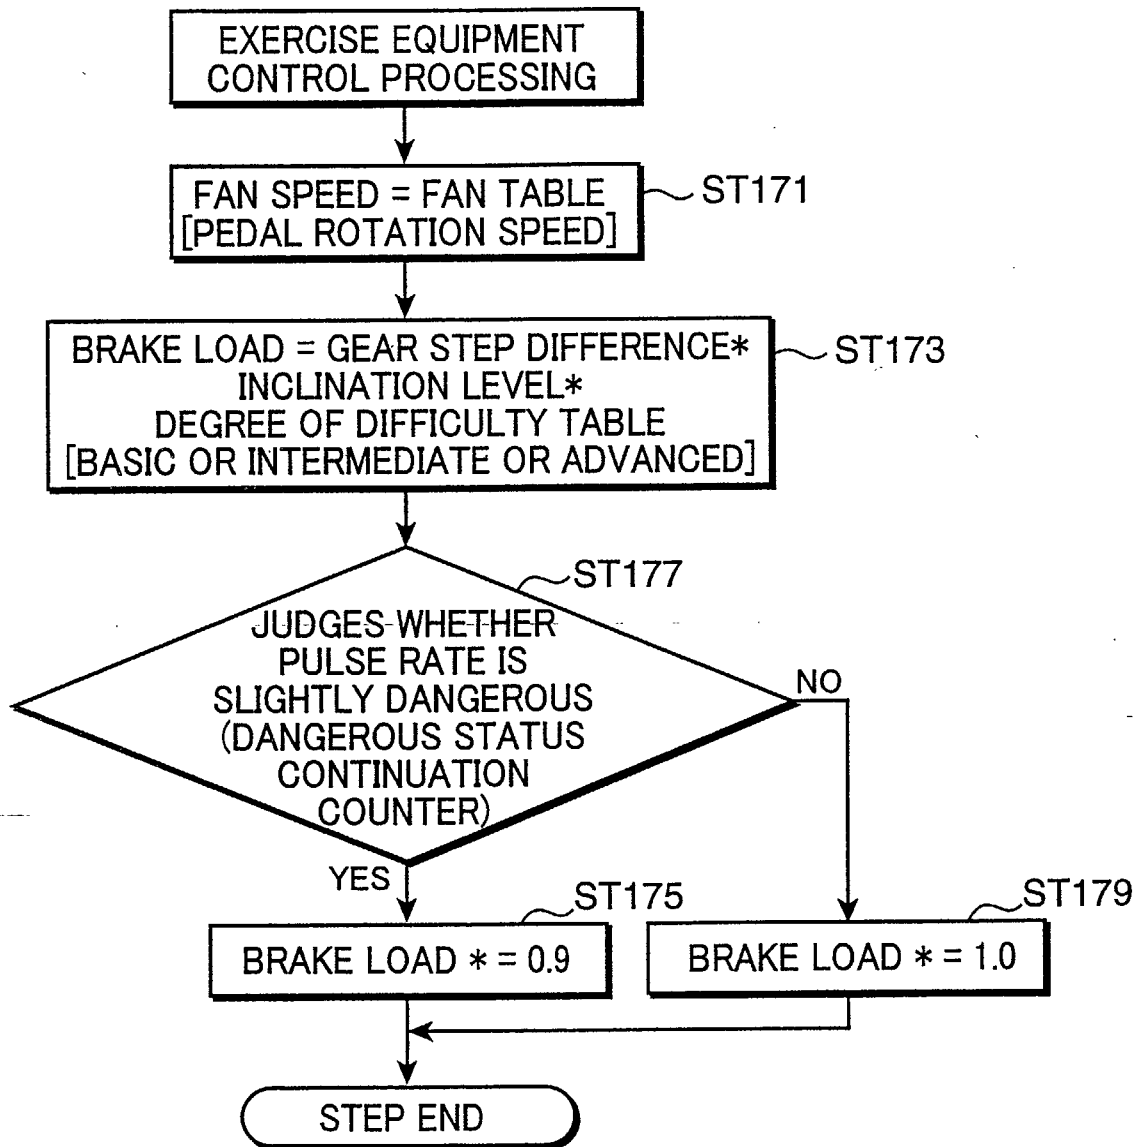 EXERCISE EQUIPMENT
CONTROL PROCESSING
FAN SPEED = FAN TABLE
[PEDAL ROTATION SPEED]
ST171
BRAKE LOAD = GEAR STEP DIFFERENCE*
INCLINATION LEVEL*
DEGREE OF DIFFICULTY TABLE
[BASIC OR INTERMEDIATE OR ADVANCED]
ST173
ST177
JUDGES WHETHER
PULSE RATE IS
SLIGHTLY DANGEROUS
(DANGEROUS STATUS
CONTINUATION
COUNTER)
NO
YES
ST175
BRAKE LOAD * = 0.9
ST179
BRAKE LOAD * = 1.0
STEP END